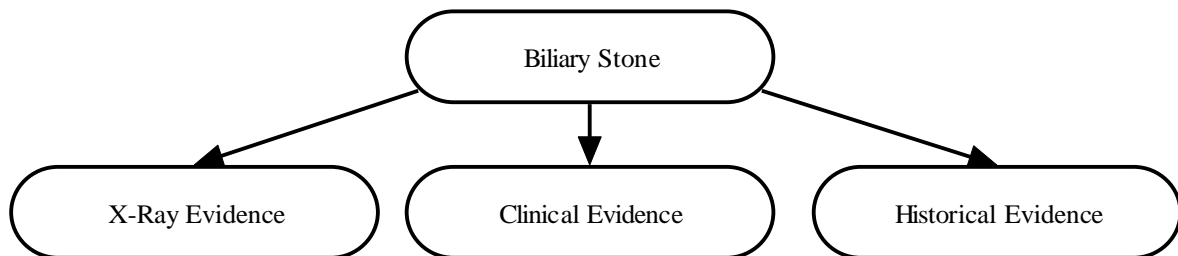 Biliary Stone
X-Ray Evidence
Clinical Evidence
Historical Evidence